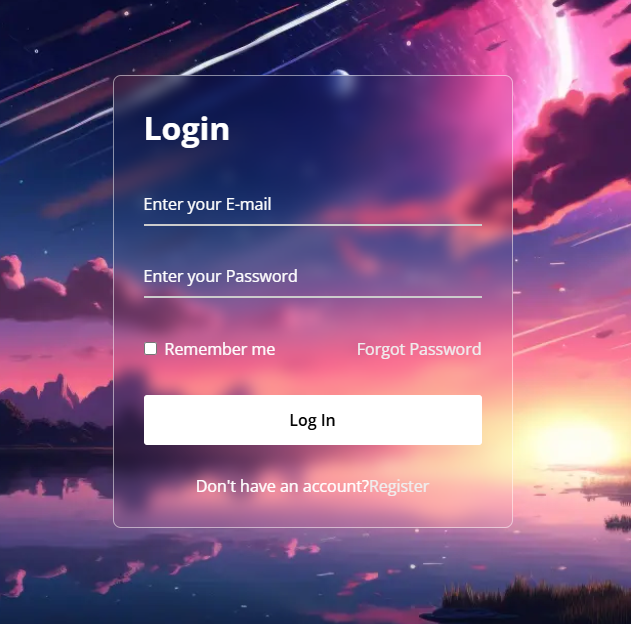 Login
Enter your E-mail
Enter your Password
Remember me Forgot Password
Log In
Don't have an account?Register